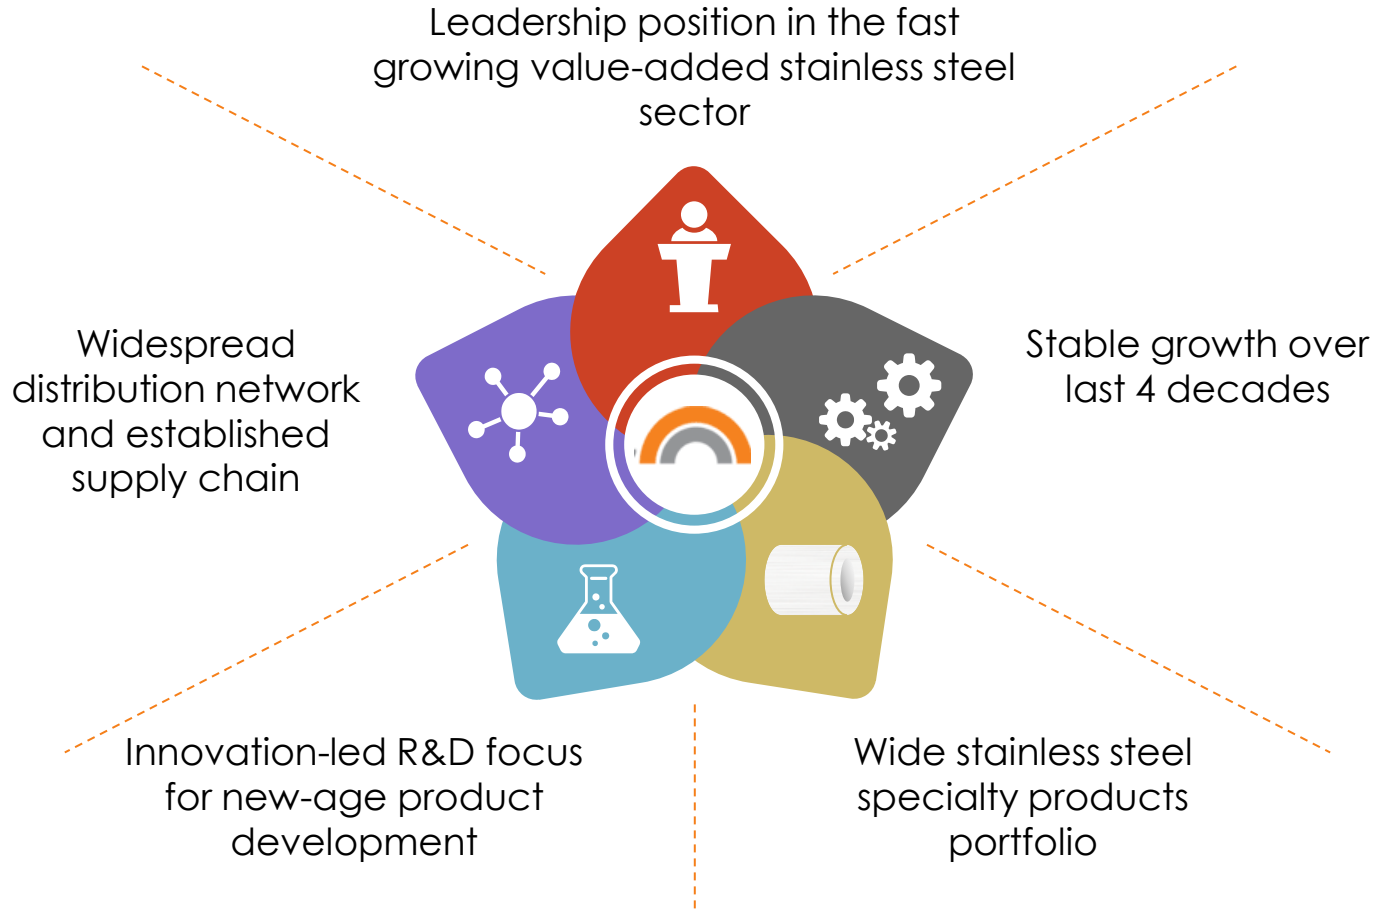 Leadership position in the fast
growing value-added stainless steel
sector
Stable growth over
last 4 decades
Widespread
distribution network
and established
supply chain
Innovation-led R&D focus
for new-age product
development
Wide stainless steel
specialty products
portfolio